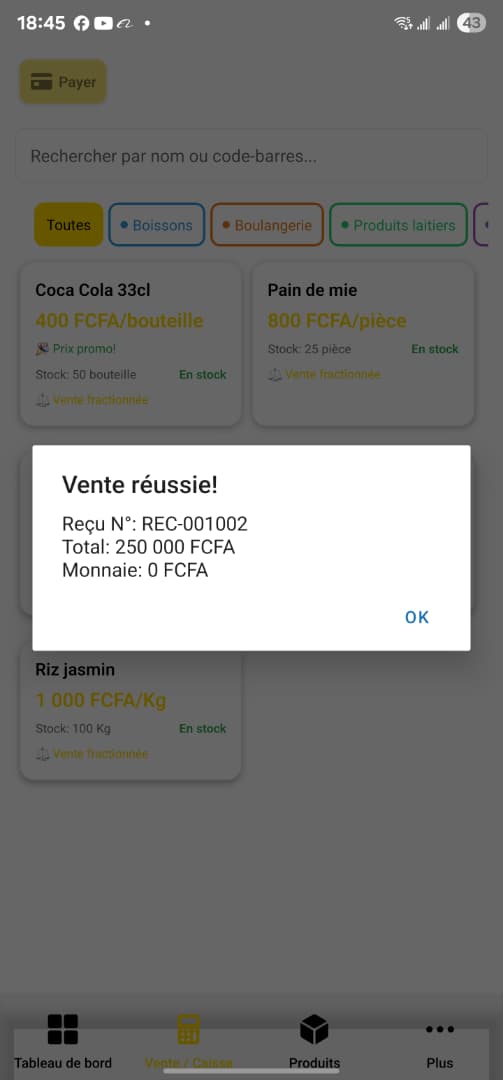 18:45
43
Payer
Rechercher par nom ou code-barres...
Toutes
Boissons
Boulangerie
Produits laitiers
Coca Cola 33cl
400 FCFA/bouteille
Prix promo!
Stock: 50 bouteille En stock
Vente fractionnée
Pain de mie
800 FCFA/pièce
Stock: 25 pièce En stock
Vente fractionnée
Vente réussie!
Reçu N°: REC-001002
Total: 250 000 FCFA
Monnaie: 0 FCFA
OK
Riz jasmin
1 000 FCFA/Kg
Stock: 100 Kg En stock
Vente fractionnée
Tableau de bord
Vente / Caisse
Produits
Plus